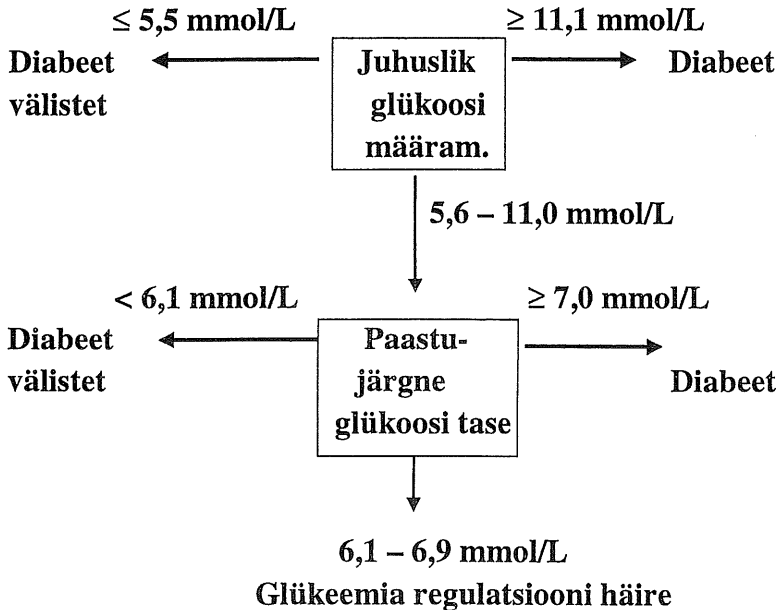 ≤ 5,5 mmol/L
≥ 11,1 mmol/L
Diabeet
välistet
Juhuslik
glükoosi
määram.
Diabeet
5,6 – 11,0 mmol/L
< 6,1 mmol/L
≥ 7,0 mmol/L
Diabeet
välistet
Paastu-
järgne
glükoosi tase
Diabeet
6,1 – 6,9 mmol/L
Glükeemia regulatsiooni häire